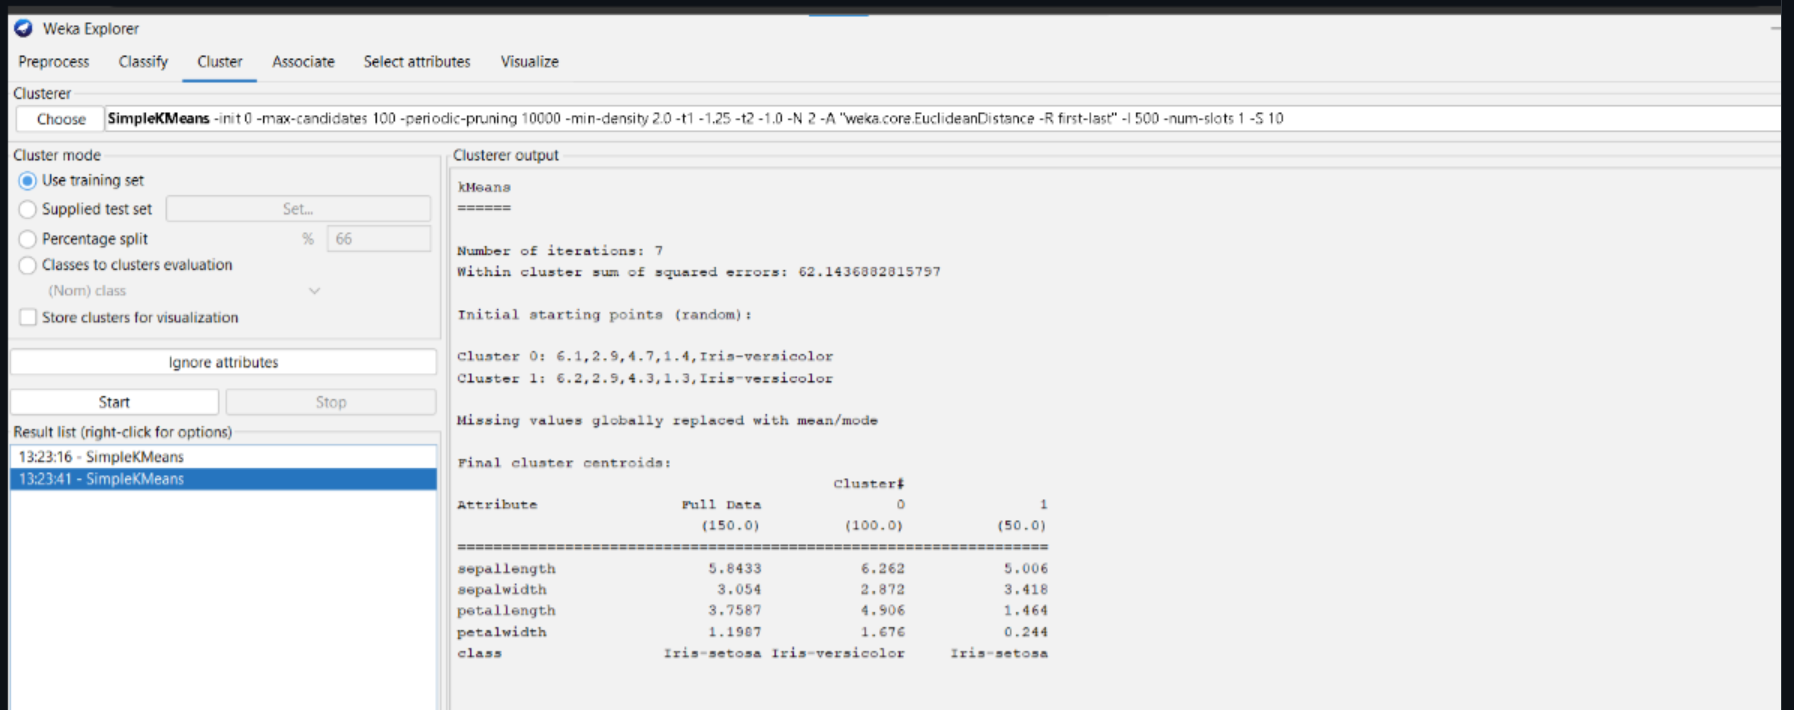 Weka Explorer
Preprocess Classify Cluster Associate Select attributes Visualize
Clusterer
Choose SimpleKMeans -init 0 -max-candidates 100 -periodic-pruning 10000 -min-density 2.0 -t1 -1.25 -t2 -1.0 -N 2 -A "weka.core.EuclideanDistance -R first-last" -I 500 -num-slots 1 -S 10
Cluster mode
Use training set
Supplied test set Set...
Percentage split % 66
Classes to clusters evaluation
(Nom) class
Store clusters for visualization
Ignore attributes
Start Stop
Result list (right-click for options)
13:23:16 - SimpleKMeans
13:23:41 - SimpleKMeans
Clusterer output
kMeans
======
Number of iterations: 7
Within cluster sum of squared errors: 62.1436882815797
Initial starting points (random):
Cluster 0: 6.1,2.9,4.7,1.4,Iris-versicolor
Cluster 1: 6.2,2.9,4.3,1.3,Iris-versicolor
Missing values globally replaced with mean/mode
Final cluster centroids:
Cluster#
Attribute Full Data 0 1
(150.0) (100.0) (50.0)
==================================================================
sepallength 5.8433 6.262 5.006
sepalwidth 3.054 2.872 3.418
petallength 3.7587 4.906 1.464
petalwidth 1.1987 1.676 0.244
class Iris-setosa Iris-versicolor Iris-setosa